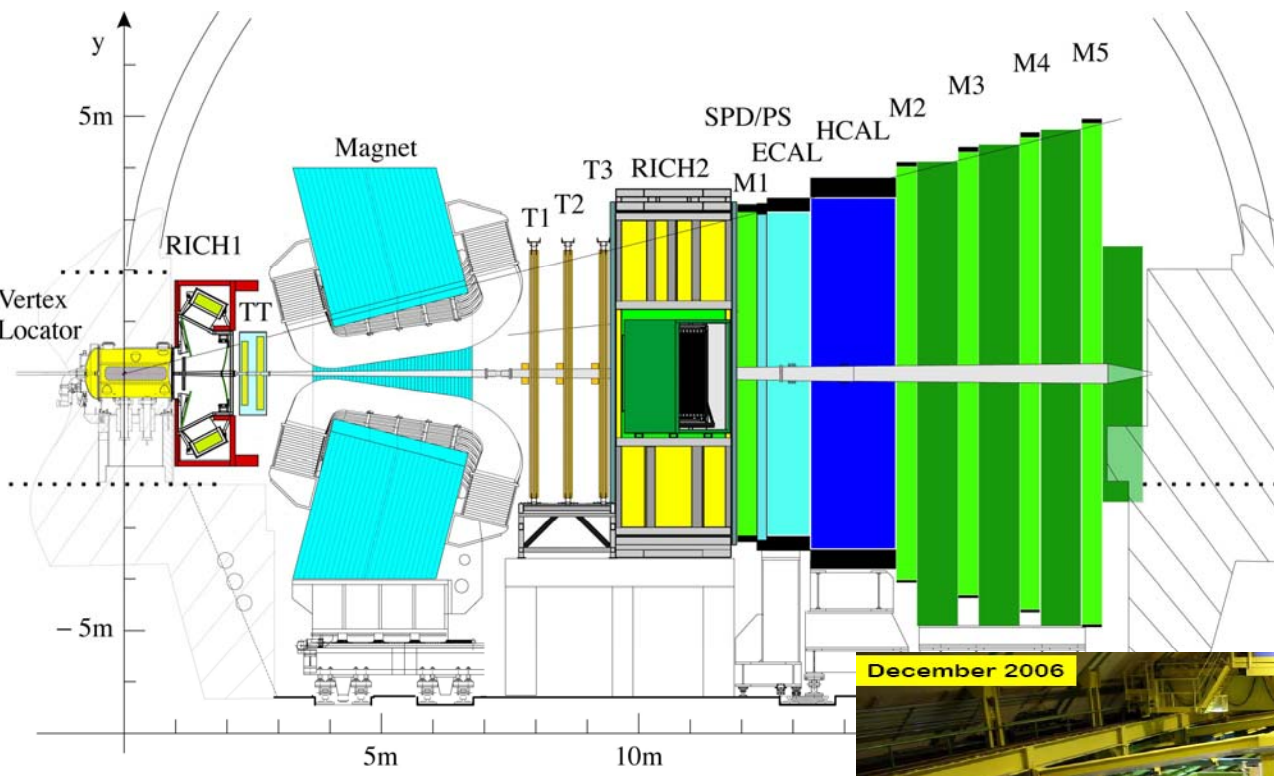 y
5m
− 5m
Vertex
Locator
RICH1
TT
Magnet
T1
T2
T3
RICH2
M1
SPD/PS
ECAL
HCAL
M2
M3
M4
M5
5m
10m
December 2006